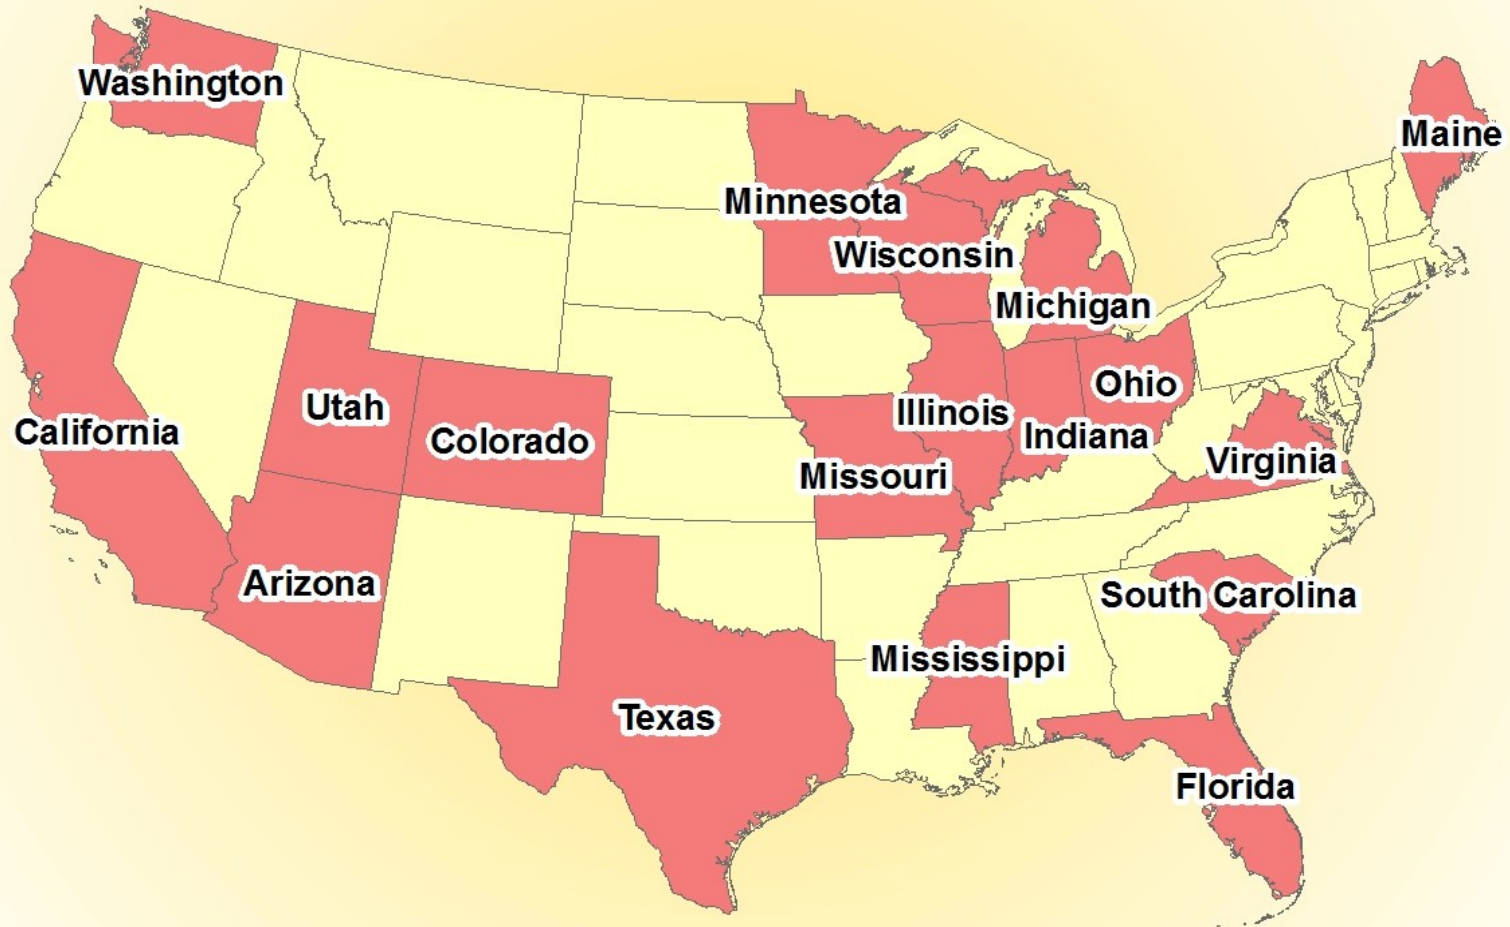 Washington
Maine
Minnesota
Wisconsin
Michigan
Ohio
Utah
Illinois
California
Colorado
Indiana
Virginia
Missouri
Arizona
South Carolina
Mississippi
Texas
Florida